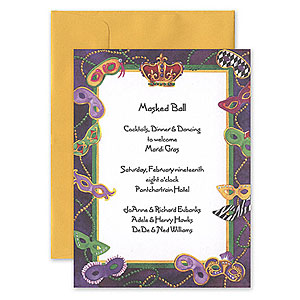 Masked Ball
Cocktails, Dinner & Dancing
to welcome
Mardi Gras
Saturday, February nineteenth
eight o'clock
Pontchartrain Hotel
JoAnne & Richard Eubanks
Adele & Harry Hawks
DeDe & Ned Williams